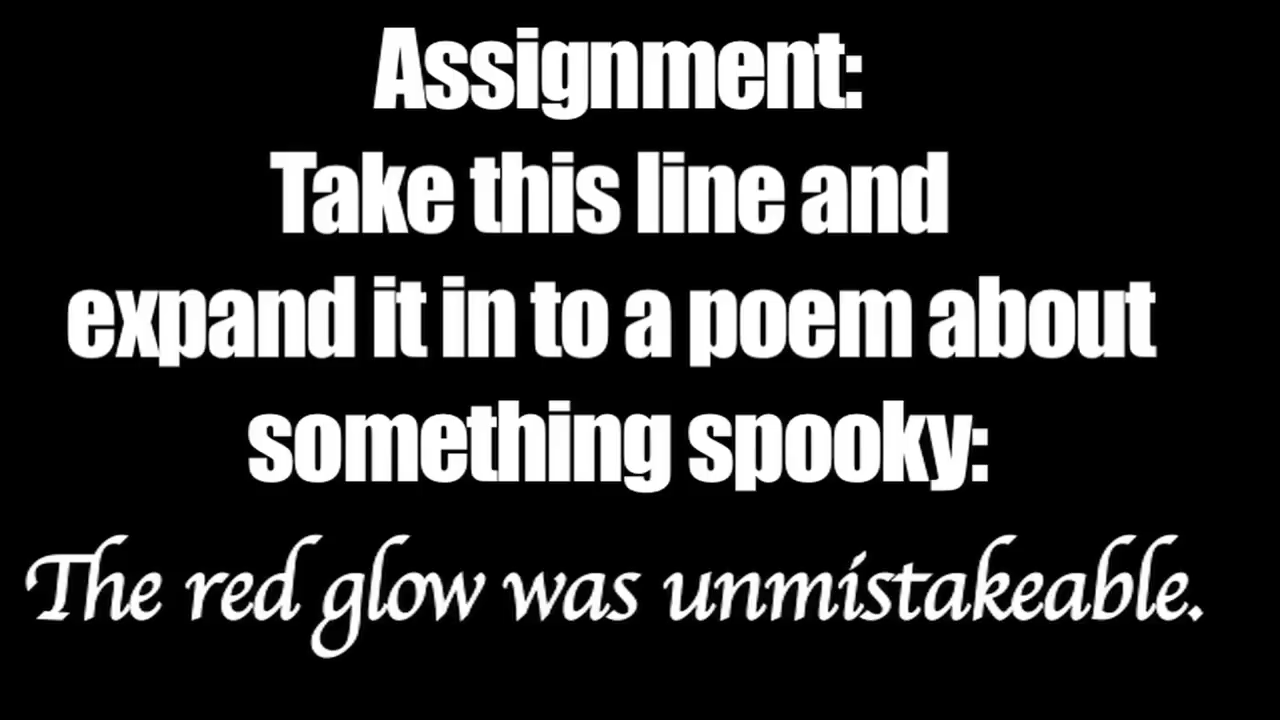 Assignment:
Take this line and
expand it in to a poem about
something spooky:
The red glow was unmistakeable.